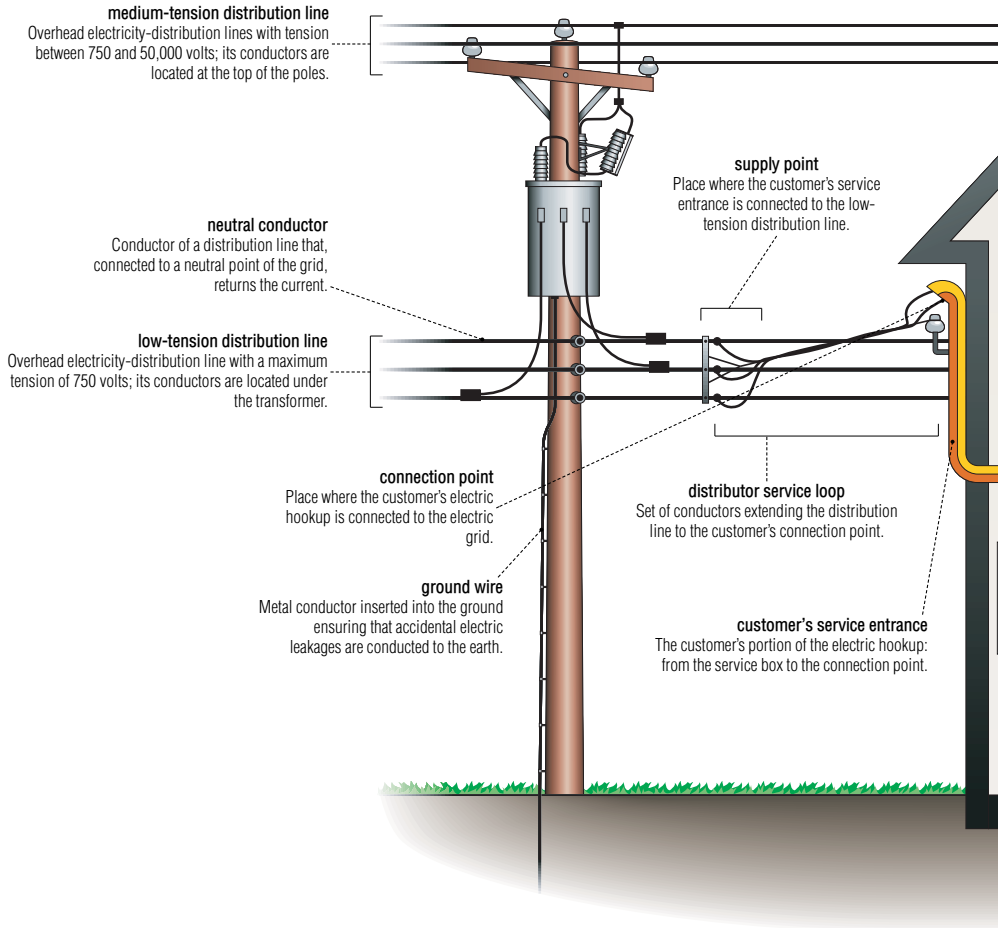 medium-tension distribution line
Overhead electricity-distribution lines with tension
between 750 and 50,000 volts; its conductors are
located at the top of the poles.
supply point
Place where the customer’s service
entrance is connected to the low-
tension distribution line.
neutral conductor
Conductor of a distribution line that,
connected to a neutral point of the grid,
returns the current.
low-tension distribution line
Overhead electricity-distribution line with a maximum
tension of 750 volts; its conductors are located under
the transformer.
connection point
Place where the customer’s electric
hookup is connected to the electric
grid.
distributor service loop
Set of conductors extending the distribution
line to the customer’s connection point.
ground wire
Metal conductor inserted into the ground
ensuring that accidental electric
leakages are conducted to the earth.
customer’s service entrance
The customer’s portion of the electric hookup:
from the service box to the connection point.